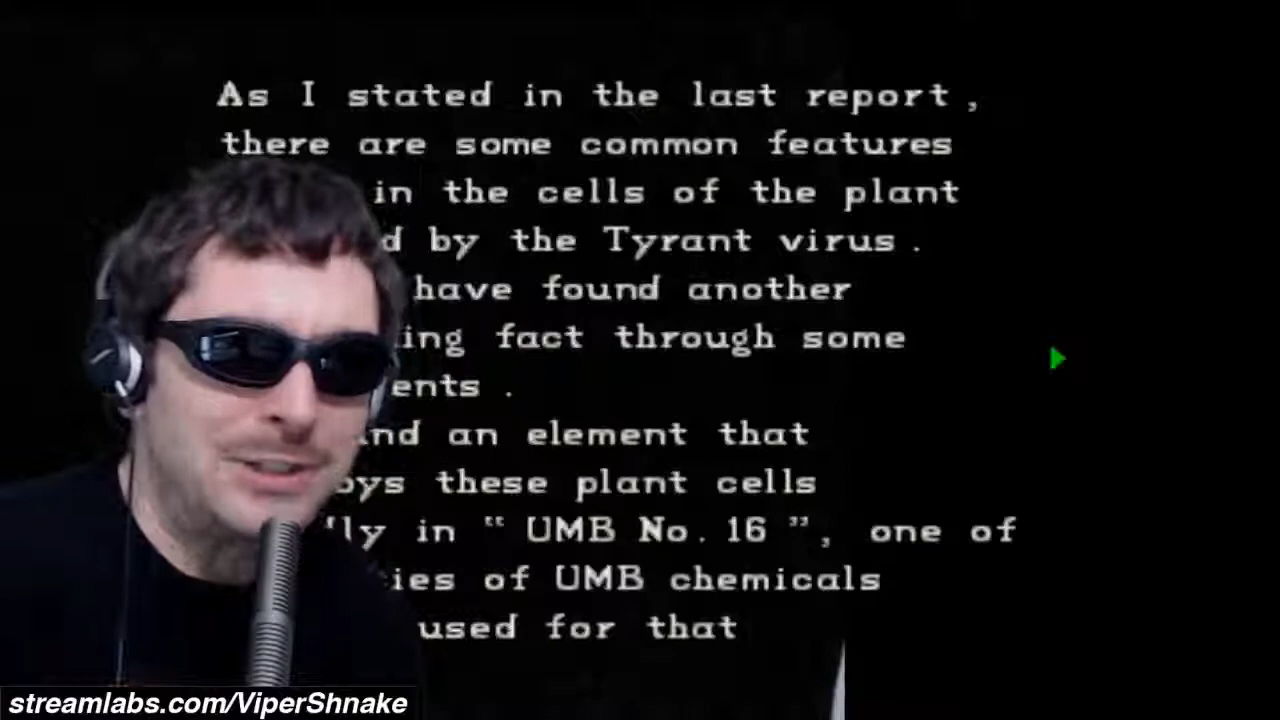 As I stated in the last report ,
there are some common features
in the cells of the plant
by the Tyrant virus .
have found another
fact through some
.
an element that
these plant cells
in " UMB No. 16 ", one of
of UMB chemicals
used for that
streamlabs.com/ViperShnake